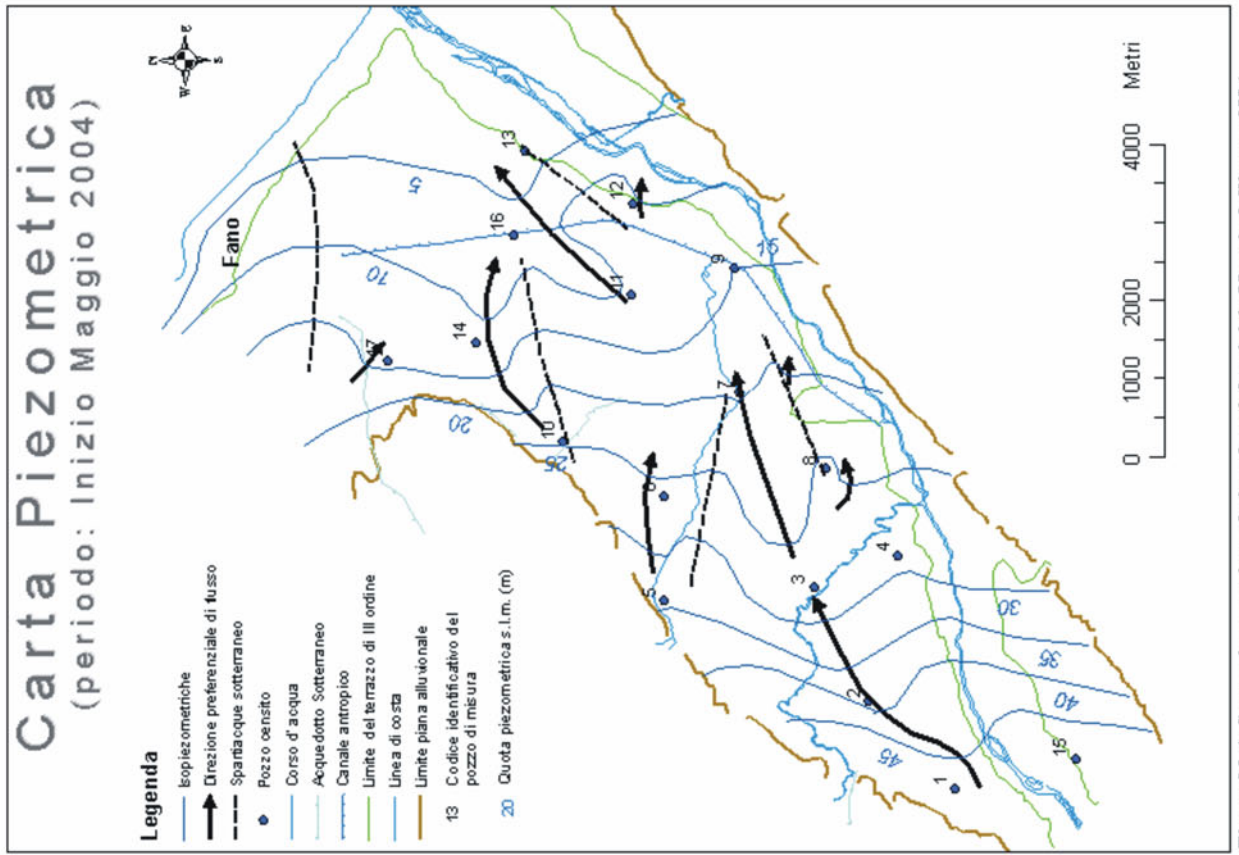 Carta Piezometrica
(periodo: Inizio Maggio 2004)
N
W
E
S
Legenda
Isopiezometriche
Direzione preferenziale di flusso
Spartiacque sotterraneo
Pozzo censito
Corso d'acqua
Acquedotto Sotterraneo
Canale antropico
Limite del terrazzo di III ordine
Linea di costa
Limite piana alluvionale
13 Codice identificativo del
pozzo di misura
20 Quota piezometrica s.l.m. (m)
Fano
5
10
15
20
25
30
35
40
45
1
2
3
4
5
6
7
8
9
10
11
12
13
14
15
16
17
0 1000 2000 4000
Metri